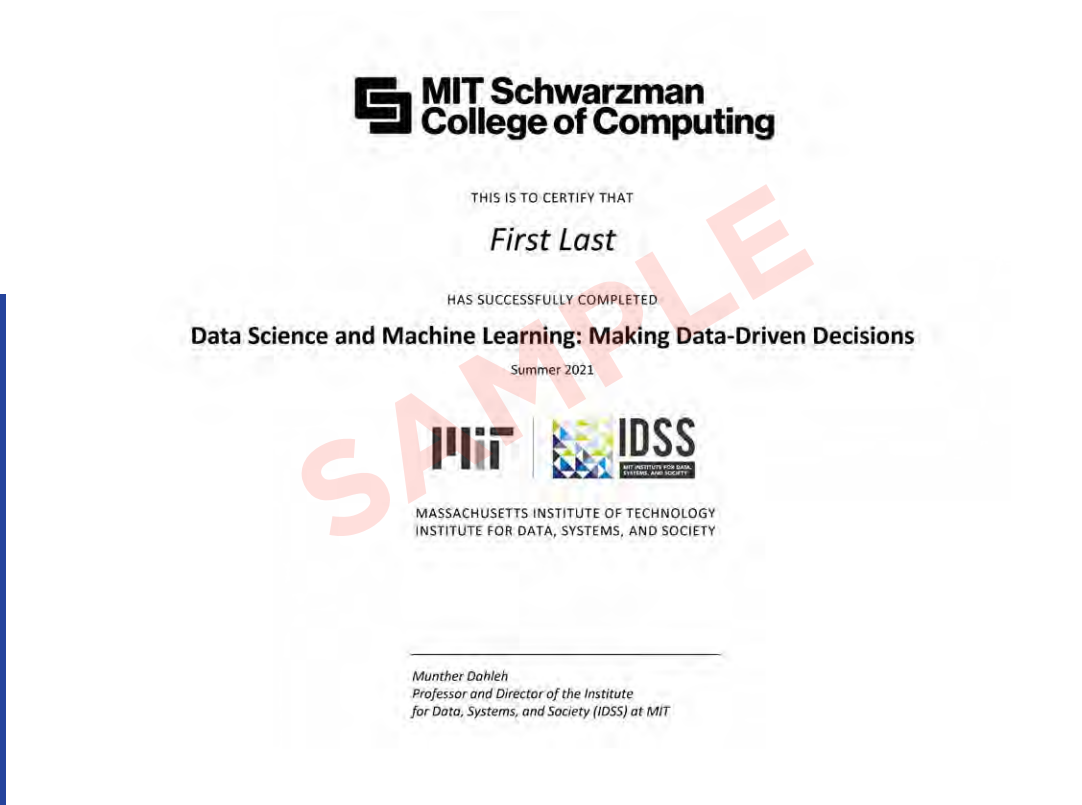 MIT Schwarzman
College of Computing
THIS IS TO CERTIFY THAT
First Last
HAS SUCCESSFULLY COMPLETED
Data Science and Machine Learning: Making Data-Driven Decisions
Summer 2021
SAMPLE
MIT
IDSS
MIT INSTITUTE FOR DATA,
SYSTEMS, AND SOCIETY
MASSACHUSETTS INSTITUTE OF TECHNOLOGY
INSTITUTE FOR DATA, SYSTEMS, AND SOCIETY
Munther Dahleh
Professor and Director of the Institute
for Data, Systems, and Society (IDSS) at MIT